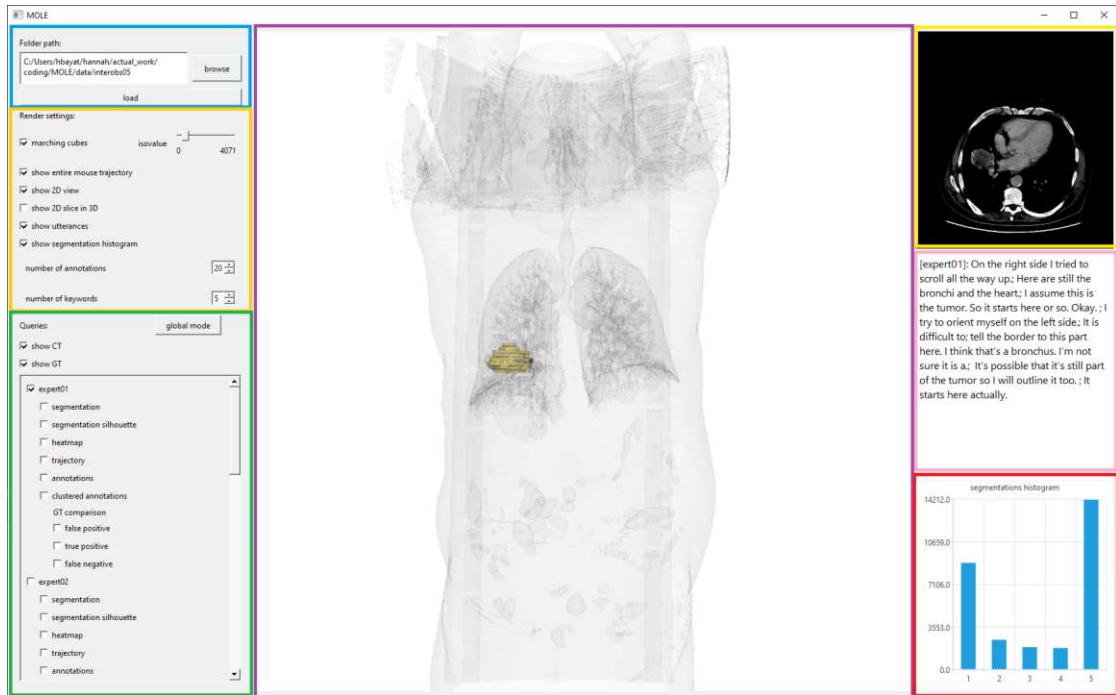 MOLE
Folder path:
C:/Users/hbayat/hannah/actual_work/
coding/MOLE/data/interobs05
browse
load
Render settings:
marching cubes
isovalue
0
4071
show entire mouse trajectory
show 2D view
show 2D slice in 3D
show utterances
show segmentation histogram
number of annotations
20
number of keywords
5
Queries:
global mode
show CT
show GT
expert01
segmentation
segmentation silhouette
heatmap
trajectory
annotations
clustered annotations
GT comparison
false positive
true positive
false negative
expert02
segmentation
segmentation silhouette
heatmap
trajectory
annotations
[expert01]: On the right side I tried to
scroll all the way up.; Here are still the
bronchi and the heart.; I assume this is
the tumor. So it starts here or so. Okay. ; I
try to orient myself on the left side.; It is
difficult to; tell the border to this part
here. I think that's a bronchus. I'm not
sure it is a.;  It's possible that it's still part
of the tumor so I will outline it too. ; It
starts here actually.
segmentations histogram
14212.0
10659.0
7106.0
3553.0
0.0
1 2 3 4 5